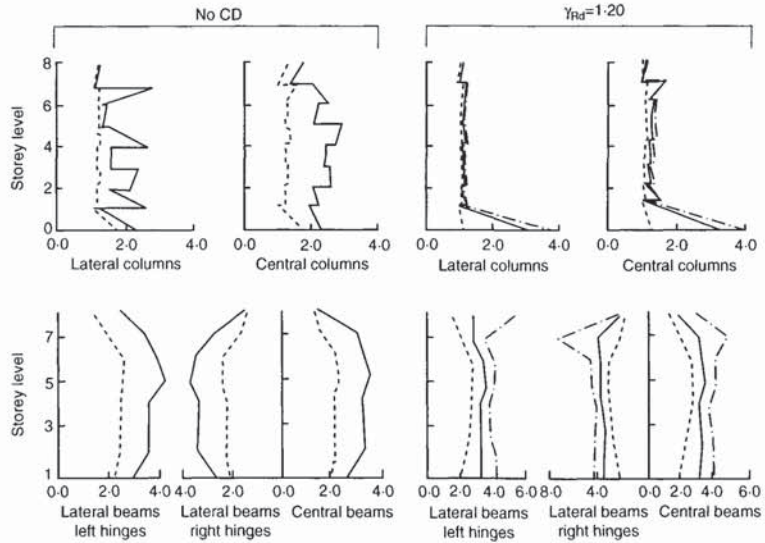 No CD
γRd=1·20
Storey level
8
6
4
2
0
0·0 2·0 4·0
Lateral columns
0·0 2·0 4·0
Central columns
0·0 2·0 4·0
Lateral columns
0·0 2·0 4·0
Central columns
Storey level
7
5
3
1
0·0 2·0 4·0
Lateral beams
left hinges
4·0 2·0 0·0
Lateral beams
right hinges
2·0 4·0
Central beams
0·0 2·0 4·0 6·0
Lateral beams
left hinges
8·0 4·0 0·0
Lateral beams
right hinges
2·0 4·0 6·0
Central beams